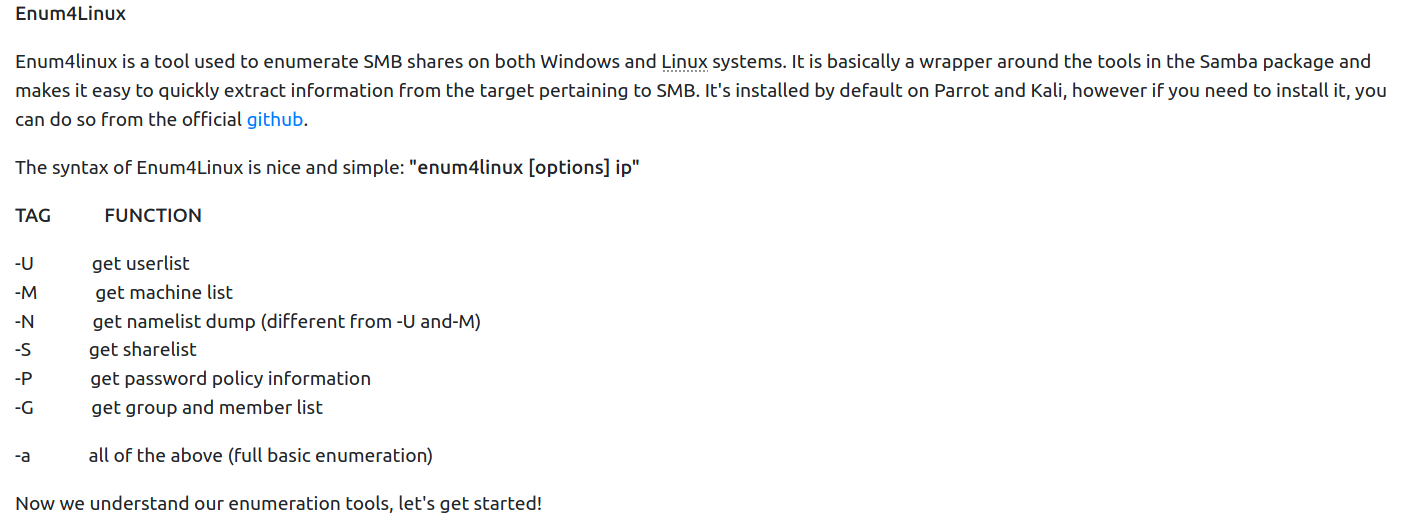 Enum4Linux
Enum4linux is a tool used to enumerate SMB shares on both Windows and Linux systems. It is basically a wrapper around the tools in the Samba package and
makes it easy to quickly extract information from the target pertaining to SMB. It's installed by default on Parrot and Kali, however if you need to install it, you
can do so from the official github.
The syntax of Enum4Linux is nice and simple: "enum4linux [options] ip"
TAG FUNCTION
-U get userlist
-M get machine list
-N get namelist dump (different from -U and-M)
-S get sharelist
-P get password policy information
-G get group and member list
-a all of the above (full basic enumeration)
Now we understand our enumeration tools, let's get started!